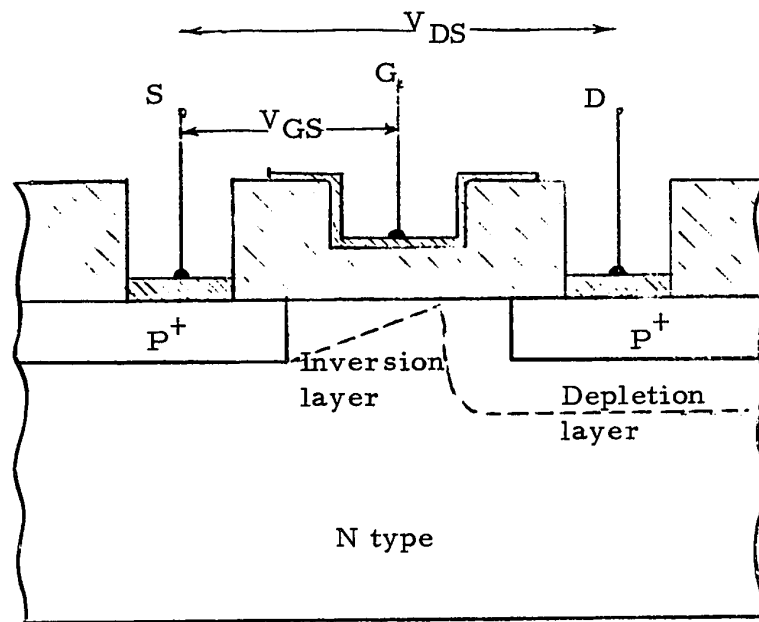 V DS
G
S
D
V GS
P+
P+
Inversion
layer
Depletion
layer
N type